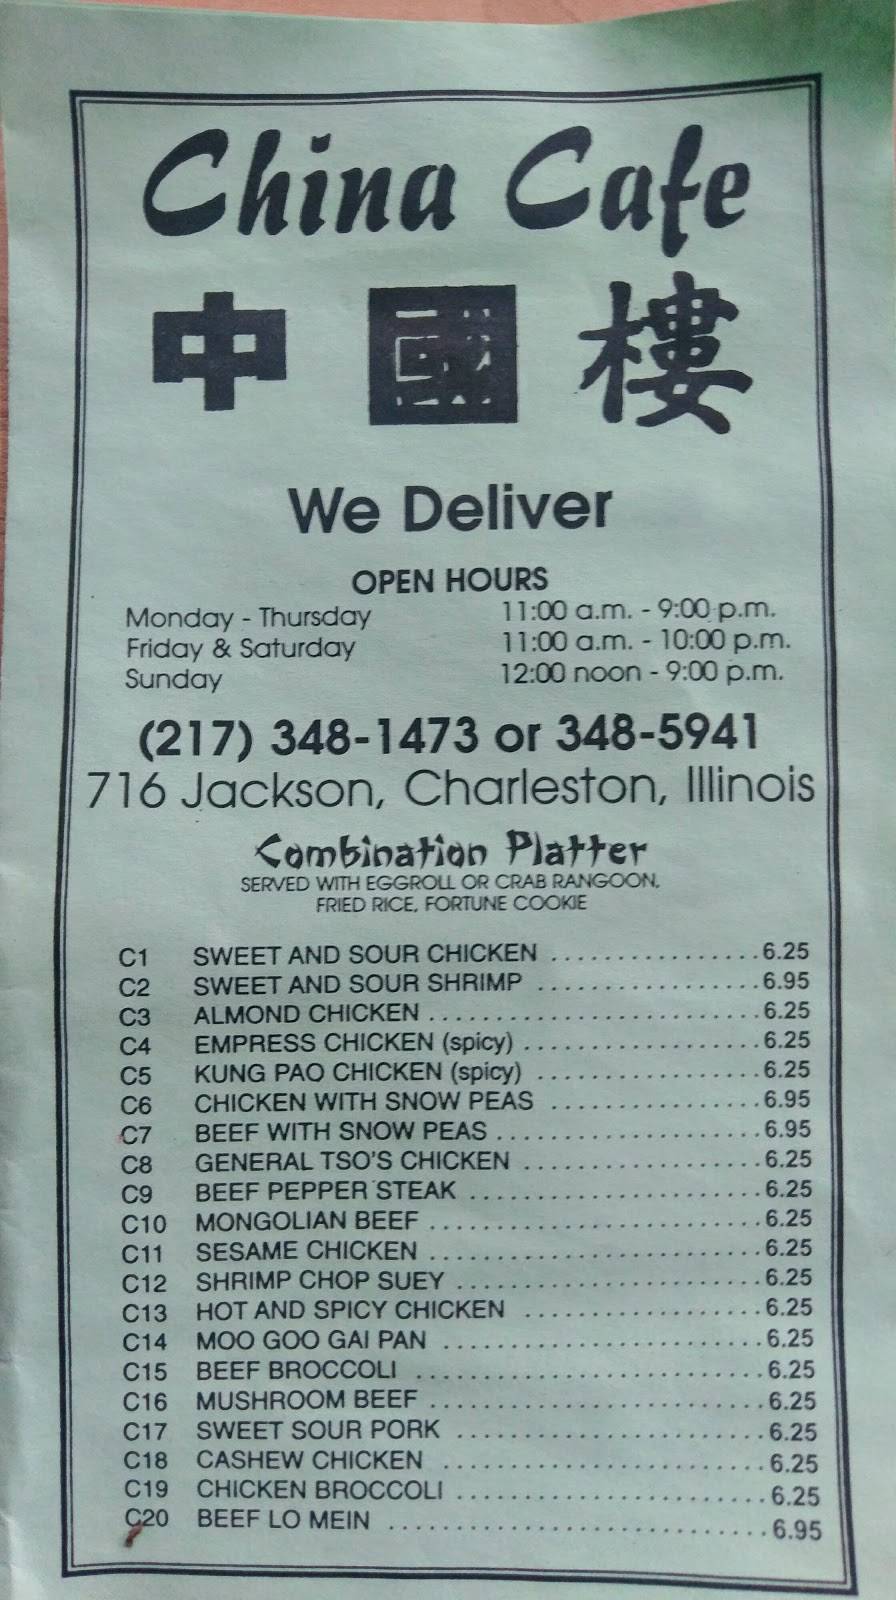 China Cafe
中國樓
We Deliver
OPEN HOURS
Monday - Thursday 11:00 a.m. - 9:00 p.m.
Friday & Saturday 11:00 a.m. - 10:00 p.m.
Sunday 12:00 noon - 9:00 p.m.
(217) 348-1473 or 348-5941
716 Jackson, Charleston, Illinois
Combination Platter
SERVED WITH EGGROLL OR CRAB RANGOON,
FRIED RICE, FORTUNE COOKIE
C1 SWEET AND SOUR CHICKEN ................ 6.25
C2 SWEET AND SOUR SHRIMP ................. 6.95
C3 ALMOND CHICKEN .......................... 6.25
C4 EMPRESS CHICKEN (spicy) .................. 6.25
C5 KUNG PAO CHICKEN (spicy) ................. 6.25
C6 CHICKEN WITH SNOW PEAS ................ 6.95
C7 BEEF WITH SNOW PEAS .................... 6.95
C8 GENERAL TSO'S CHICKEN .................. 6.25
C9 BEEF PEPPER STEAK ....................... 6.25
C10 MONGOLIAN BEEF .......................... 6.25
C11 SESAME CHICKEN .......................... 6.25
C12 SHRIMP CHOP SUEY ........................ 6.25
C13 HOT AND SPICY CHICKEN ................... 6.25
C14 MOO GOO GAI PAN ......................... 6.25
C15 BEEF BROCCOLI ........................... 6.25
C16 MUSHROOM BEEF .......................... 6.25
C17 SWEET SOUR PORK ........................ 6.25
C18 CASHEW CHICKEN ......................... 6.25
C19 CHICKEN BROCCOLI ........................ 6.25
C20 BEEF LO MEIN .............................. 6.95